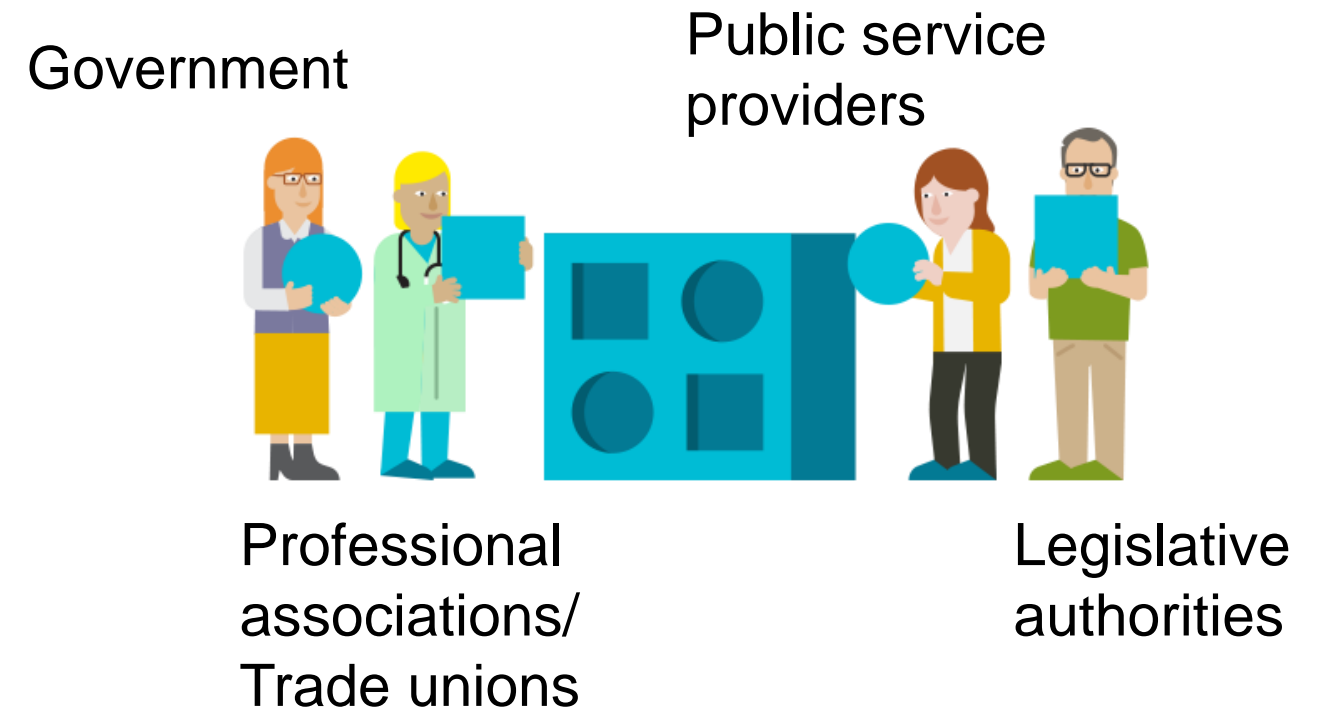 Government
Public service
providers
Professional
associations/
Trade unions
Legislative
authorities